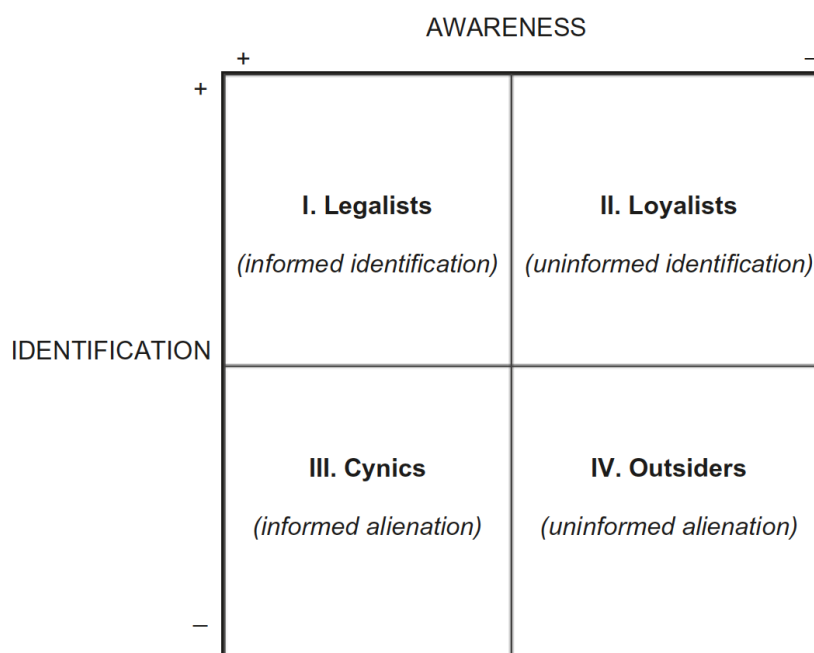 AWARENESS
+ –
+
I. Legalists
II. Loyalists
(informed identification)
(uninformed identification)
IDENTIFICATION
III. Cynics
IV. Outsiders
(informed alienation)
(uninformed alienation)
–